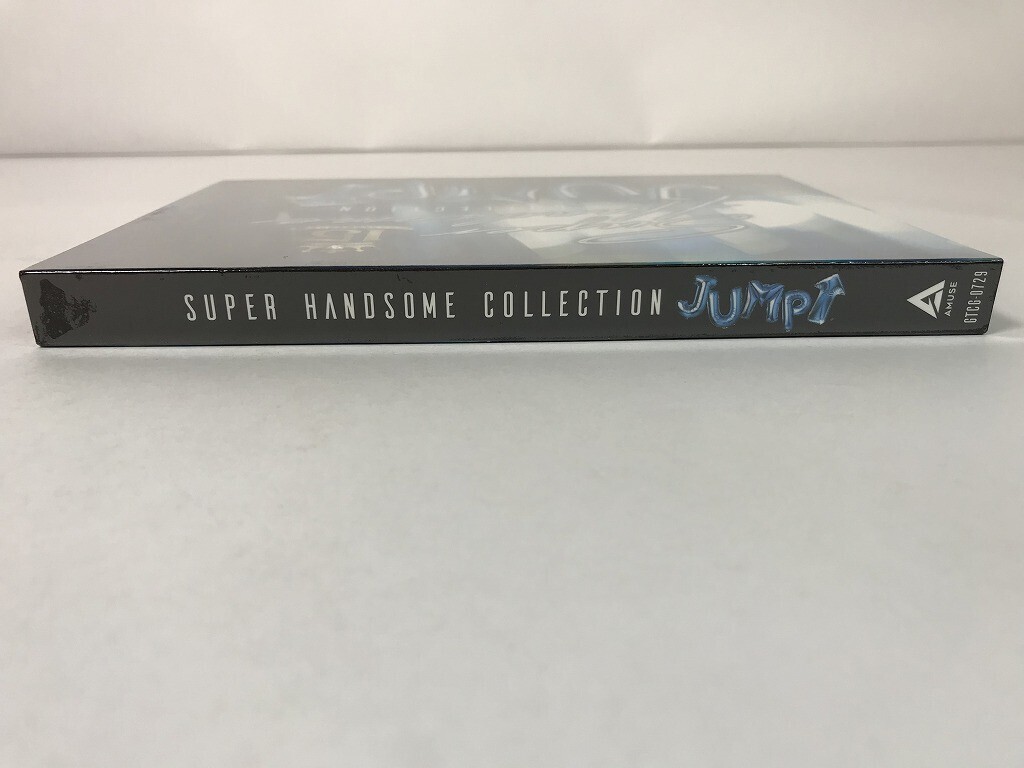 SUPER HANDSOME COLLECTION JUMP↑
AMUSE
GTCG-0729